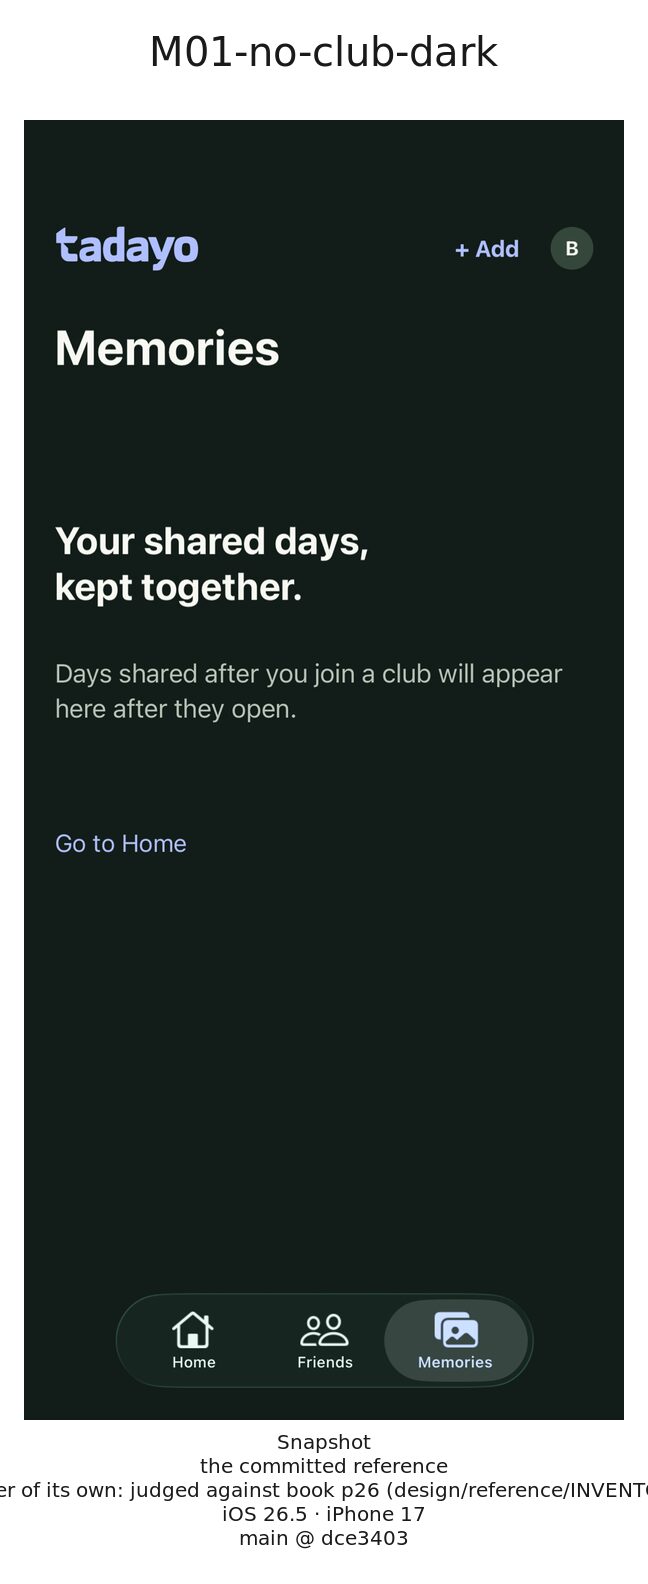 M01-no-club-dark
tadayo
+ Add
B
Memories
Your shared days,
kept together.
Days shared after you join a club will appear
here after they open.
Go to Home
Home
Friends
Memories
Snapshot
the committed reference
of its own: judged against book p26 (design/reference/
iOS 26.5 · iPhone 17
main @ dce3403